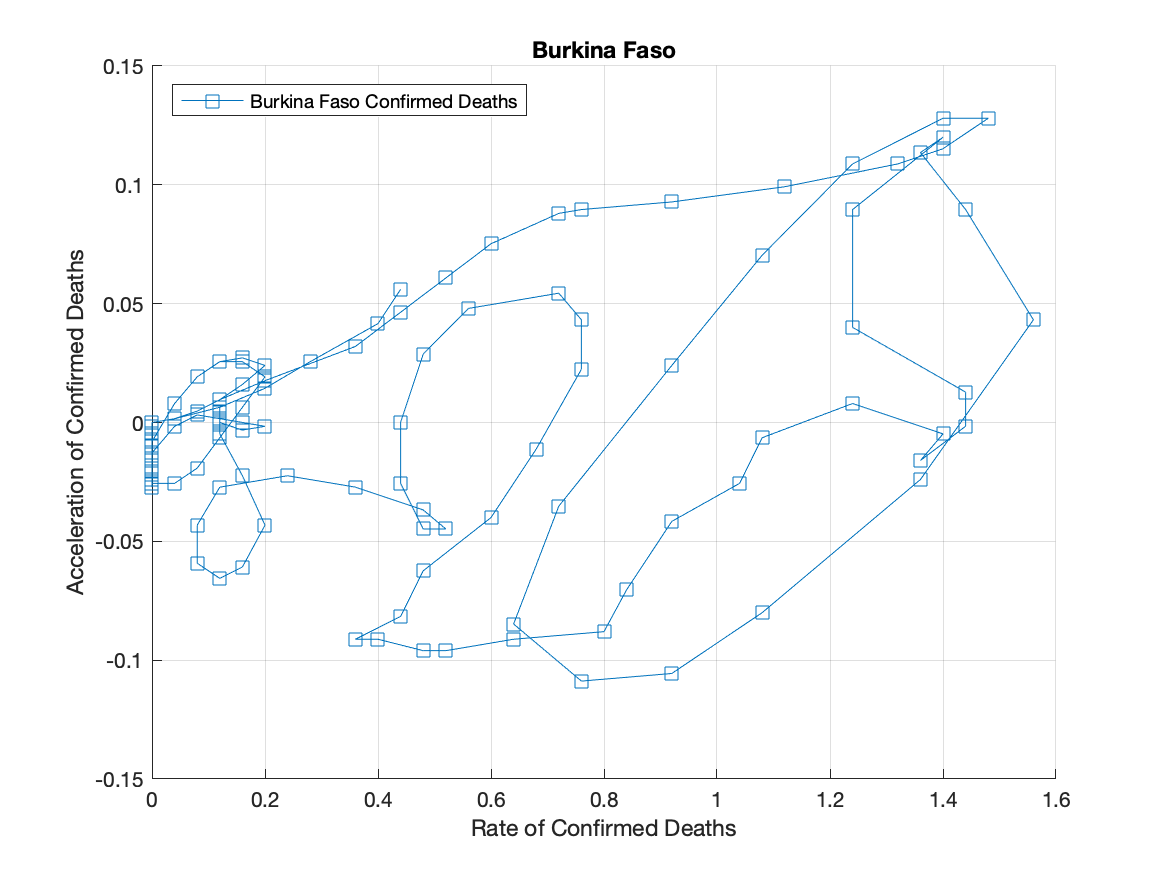 Burkina Faso
0.15
Burkina Faso Confirmed Deaths
0.1
0.05
0
-0.05
-0.1
-0.15
Acceleration of Confirmed Deaths
0 0.2 0.4 0.6 0.8 1 1.2 1.4 1.6
Rate of Confirmed Deaths